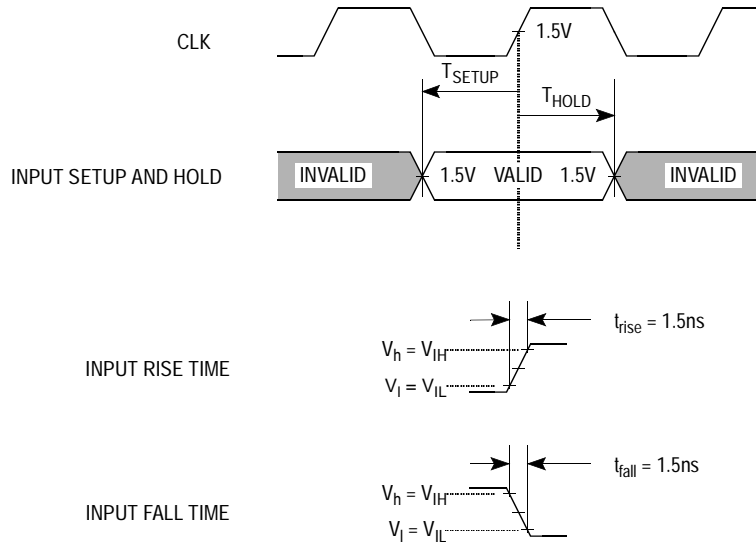 CLK
1.5V
TSETUP
THOLD
INPUT SETUP AND HOLD
INVALID
1.5V
VALID
1.5V
INVALID
trise = 1.5ns
Vh = VIH
INPUT RISE TIME
Vl = VIL
tfall = 1.5ns
Vh = VIH
INPUT FALL TIME
Vl = VIL